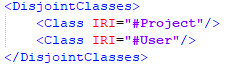 <DisjointClasses>
<Class IRI="#Project"/>
<Class IRI="#User"/>
</DisjointClasses>